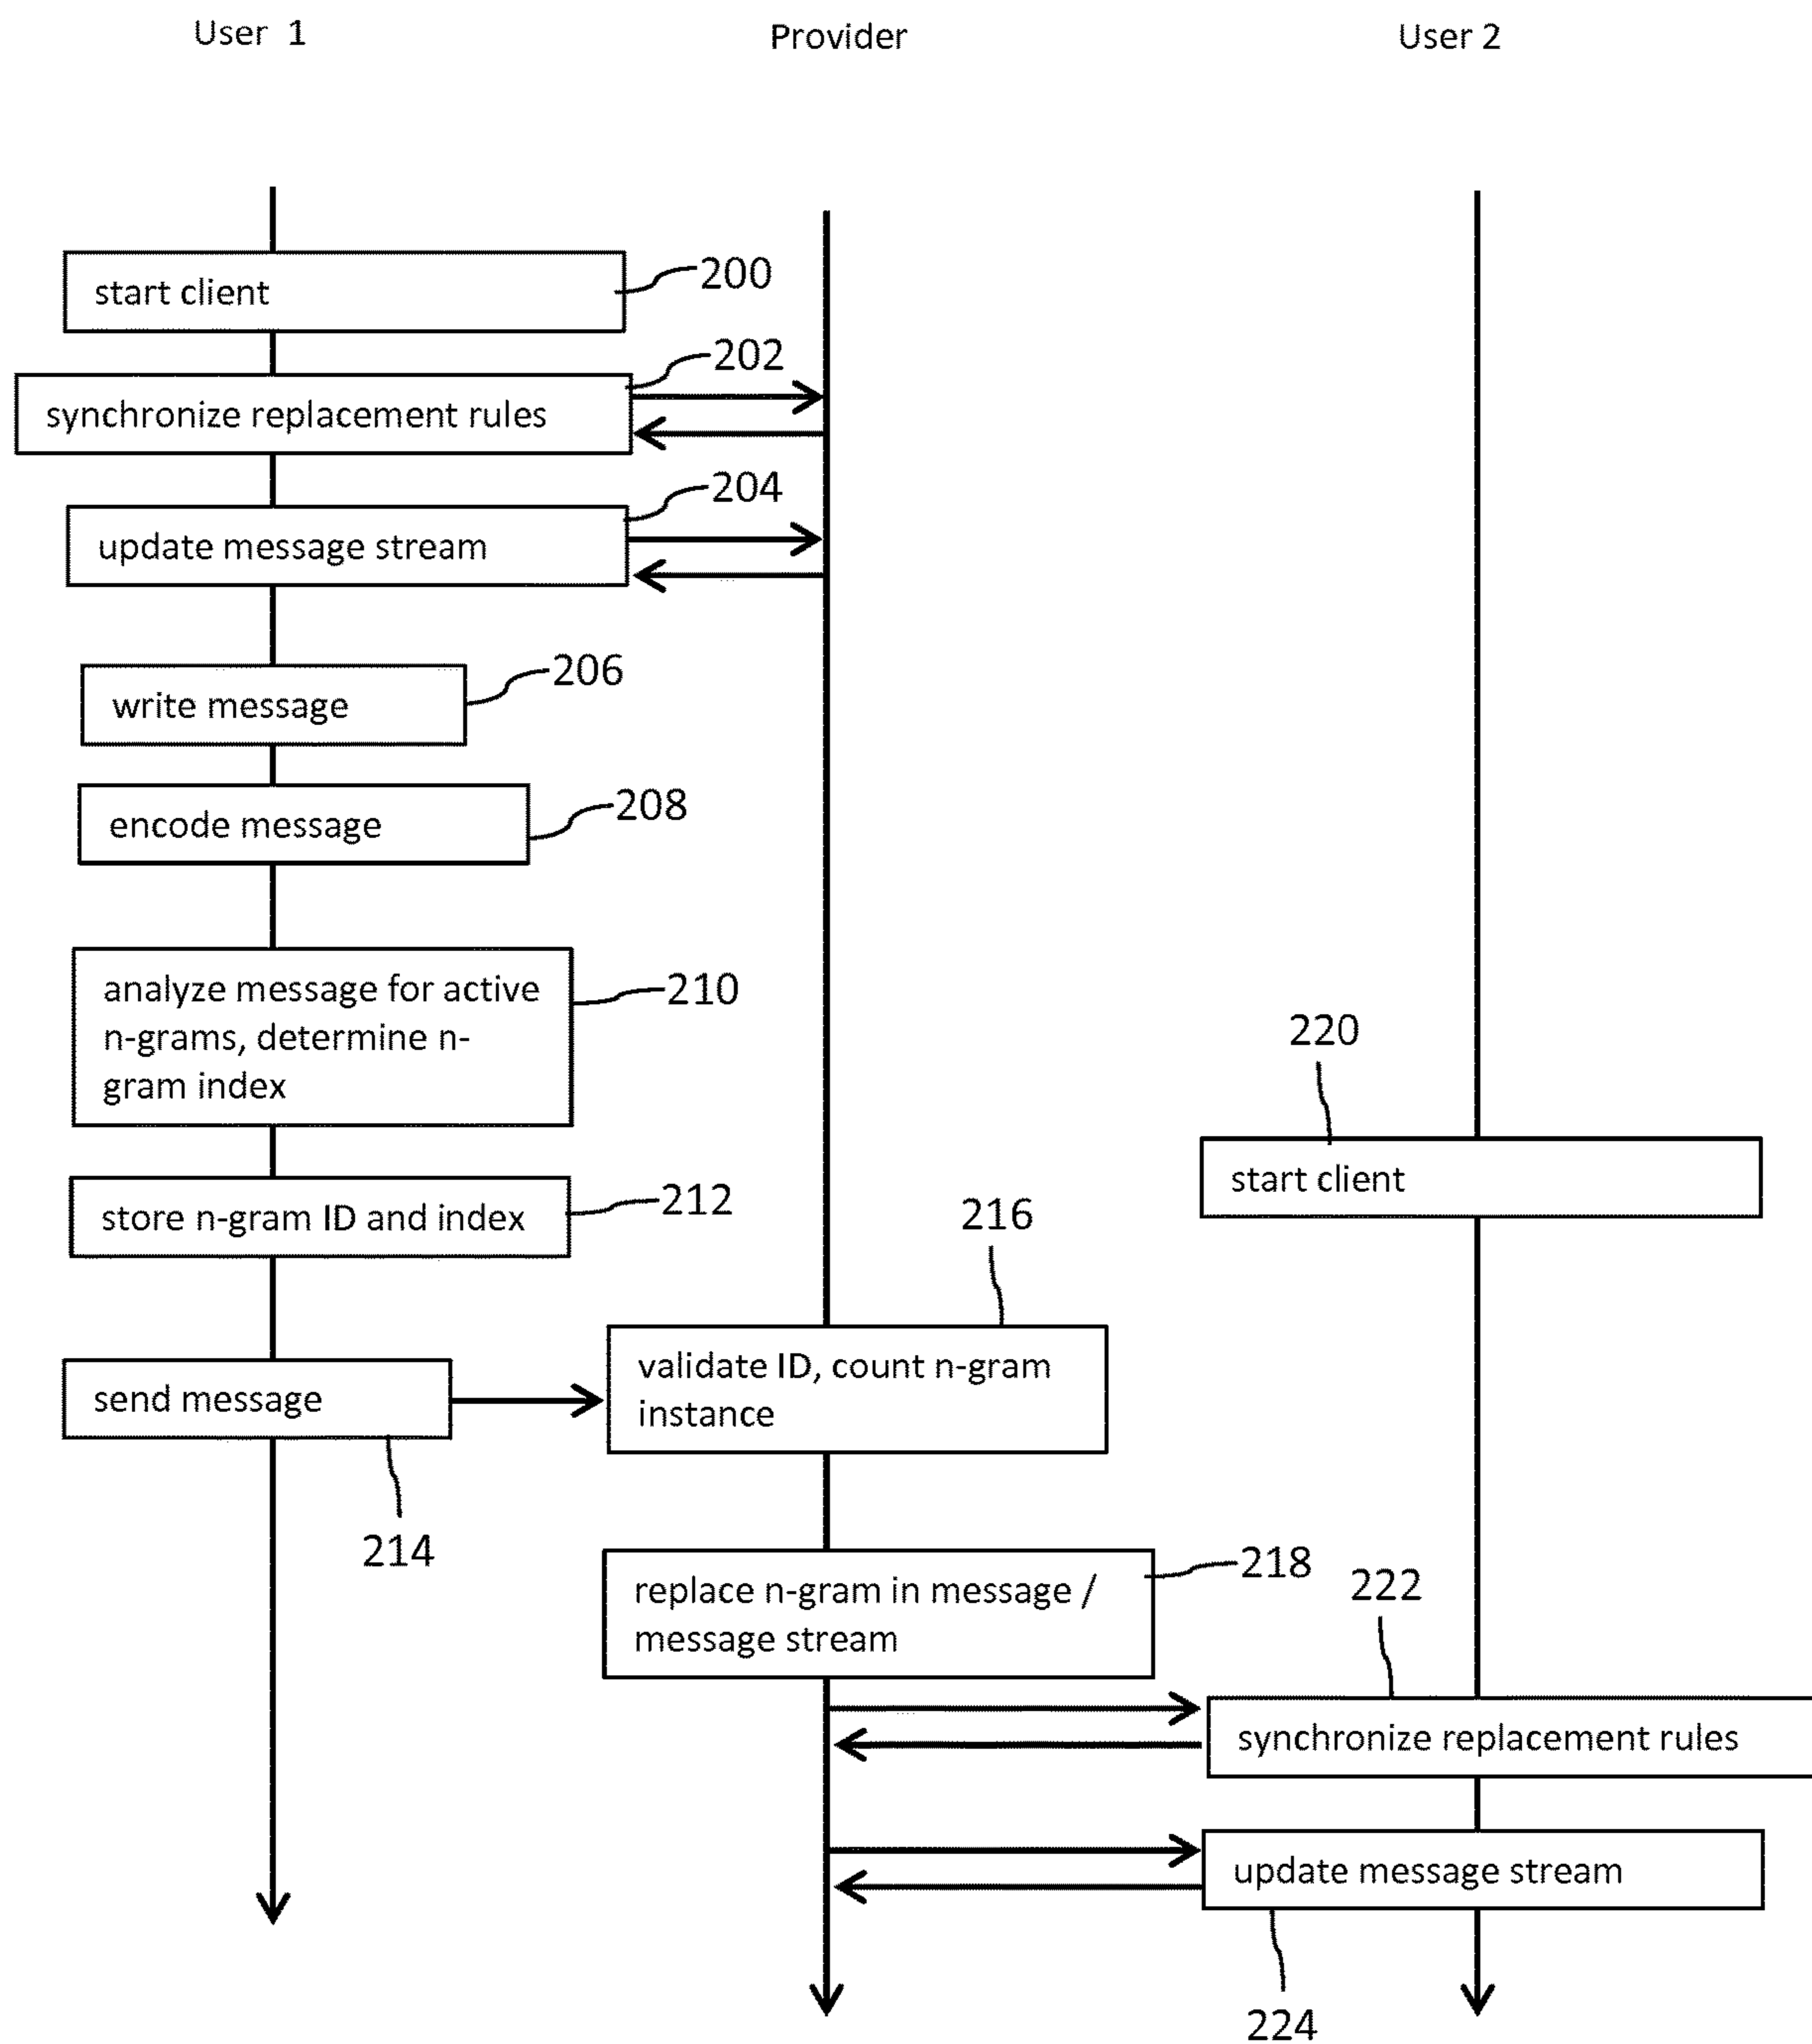 User 1
Provider
User 2
start client
200
synchronize replacement rules
202
update message stream
204
write message
206
encode message
208
analyze message for active
n-grams, determine n-
gram index
210
store n-gram ID and index
212
220
start client
send message
214
216
validate ID, count n-gram
instance
replace n-gram in message /
message stream
218
222
synchronize replacement rules
update message stream
224